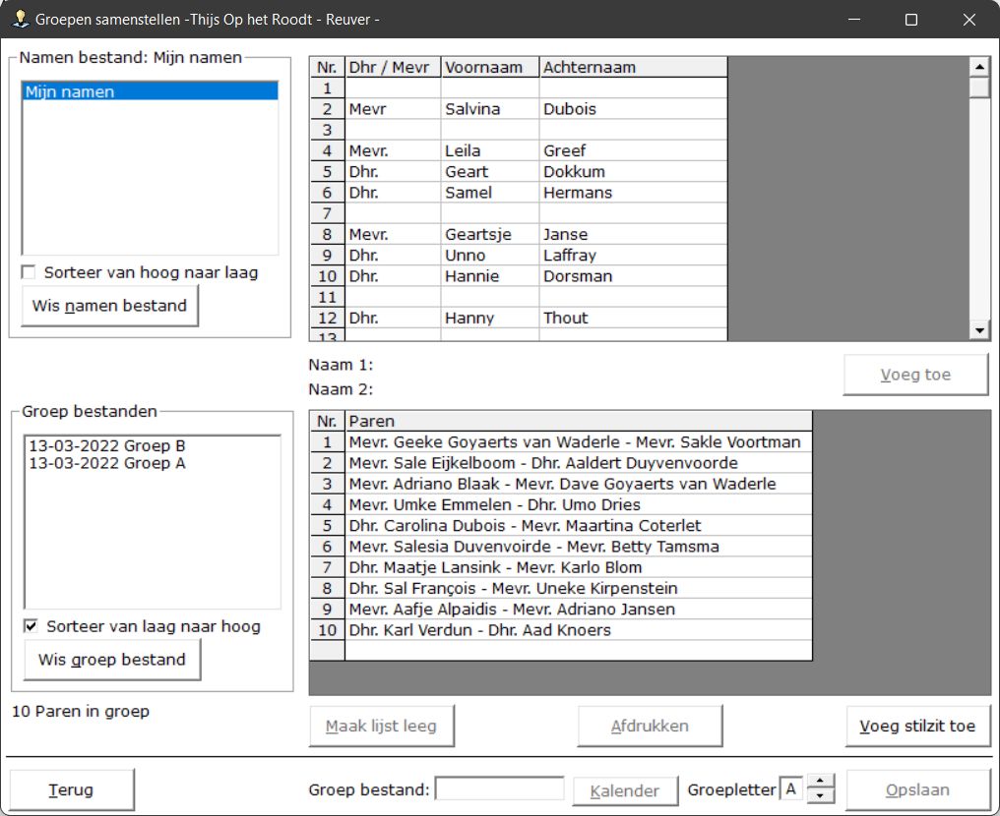 Groepen samenstellen -Thijs Op het Roodt - Reuver -
Namen bestand: Mijn namen
Mijn namen
Sorteer van hoog naar laag
Wis namen bestand
Nr. Dhr / Mevr Voornaam Achternaam
1
2 Mevr Salvina Dubois
3
4 Mevr. Leila Greef
5 Dhr. Geart Dokkum
6 Dhr. Samel Hermans
7
8 Mevr. Geartsje Janse
9 Dhr. Unno Laffray
10 Dhr. Hannie Dorsman
11
12 Dhr. Hanny Thout
13
Naam 1:
Naam 2:
Voeg toe
Groep bestanden
13-03-2022 Groep B
13-03-2022 Groep A
Sorteer van laag naar hoog
Wis groep bestand
10 Paren in groep
Nr. Paren
1 Mevr. Geeke Goyaerts van Waderle - Mevr. Sakle Voortman
2 Mevr. Sale Eijkelboom - Dhr. Aaldert Duyvenvoorde
3 Mevr. Adriano Blaak - Mevr. Dave Goyaerts van Waderle
4 Mevr. Umke Emmelen - Dhr. Umo Dries
5 Dhr. Carolina Dubois - Mevr. Maartina Coterlet
6 Mevr. Salesia Duvenvoirde - Mevr. Betty Tamsma
7 Dhr. Maatje Lansink - Mevr. Karlo Blom
8 Dhr. Sal François - Mevr. Uneke Kirpenstein
9 Mevr. Aafje Alpaidis - Mevr. Adriano Jansen
10 Dhr. Karl Verdun - Dhr. Aad Knoers
Maak lijst leeg
Afdrukken
Voeg stilzit toe
Terug
Groep bestand:
Kalender
Groepletter A
Opslaan